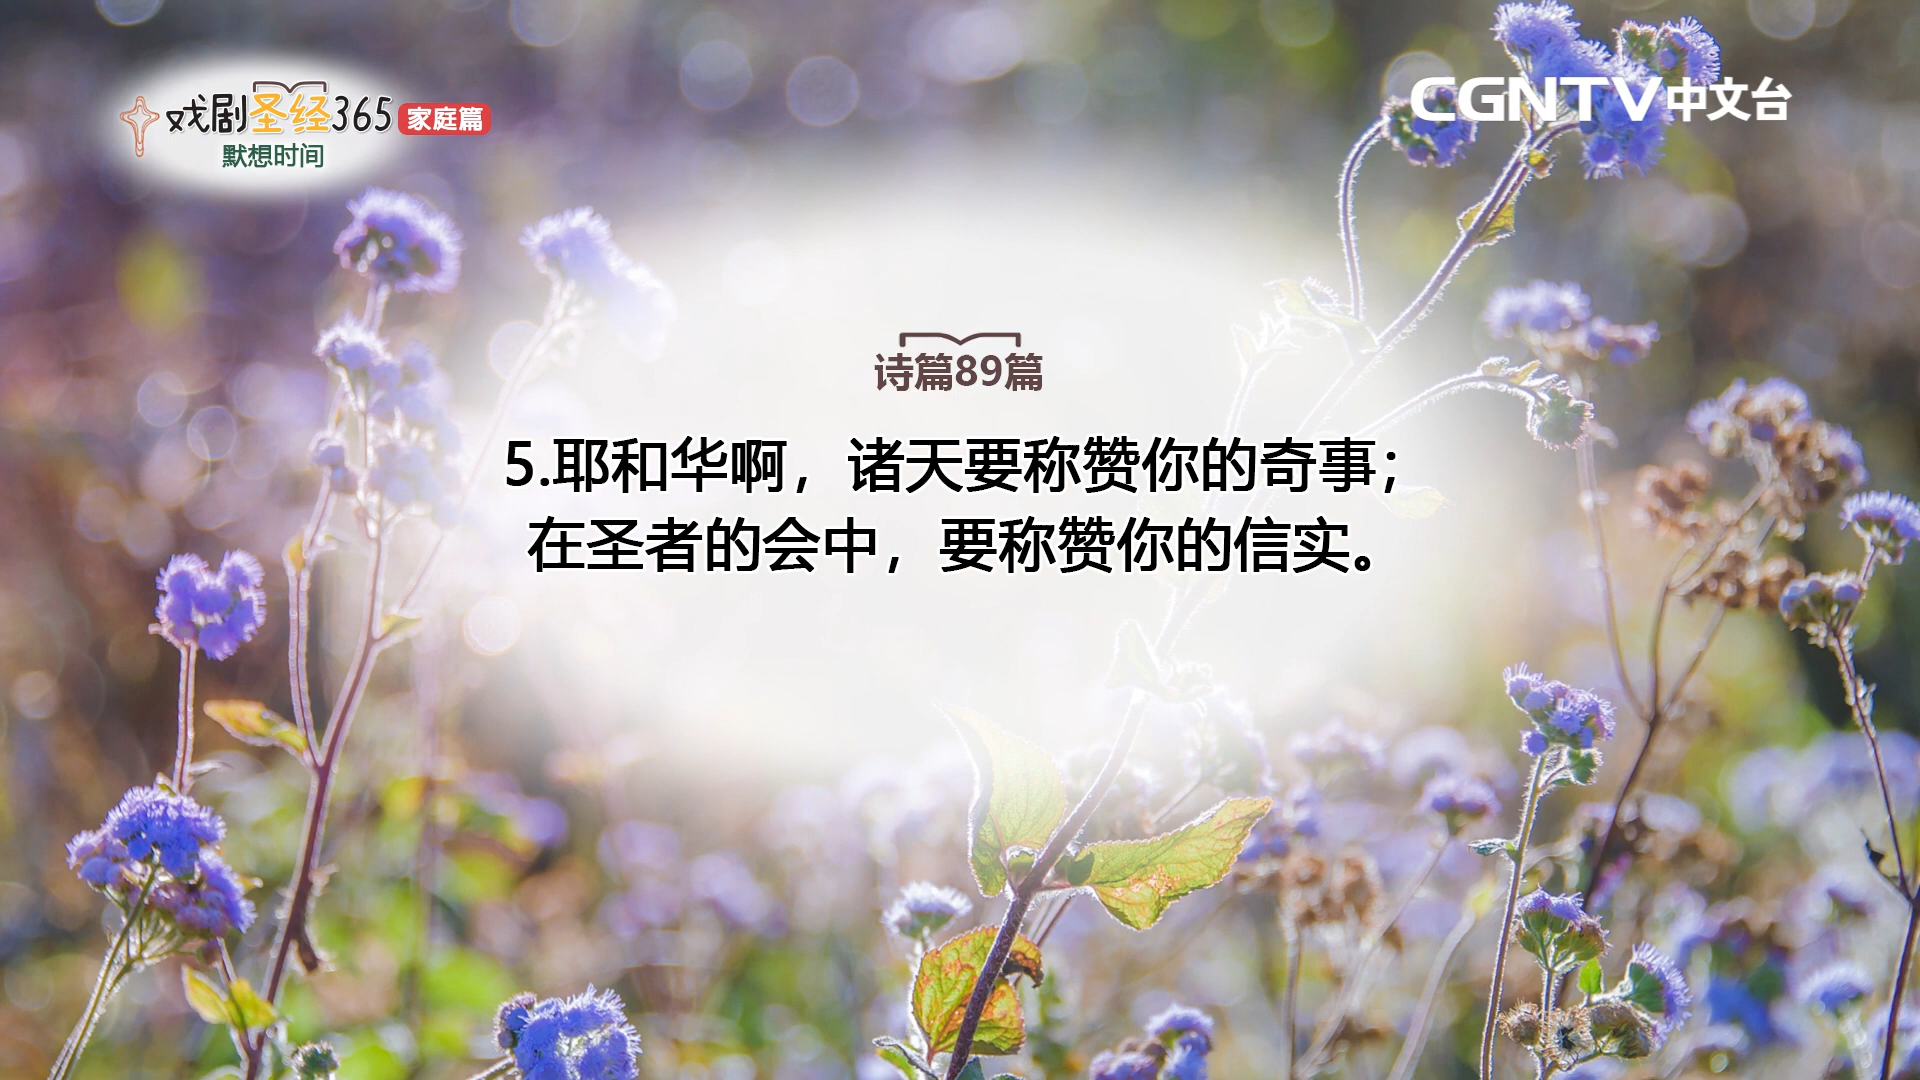 戏剧圣经365 家庭篇
默想时间
CGNTV中文台
诗篇89篇
5.耶和华啊，诸天要称赞你的奇事；
在圣者的会中，要称赞你的信实。